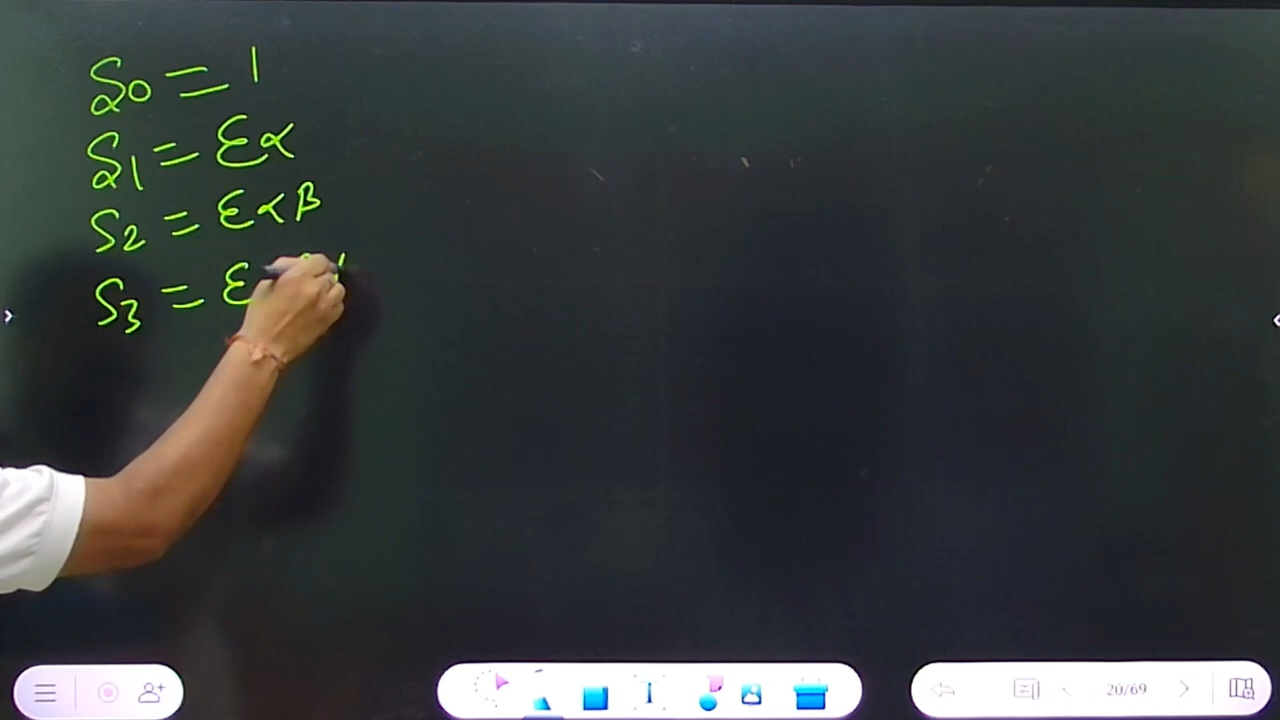 S0 = 1
S1 = Σα
S2 = Σαβ
S3 = Σ
20/69